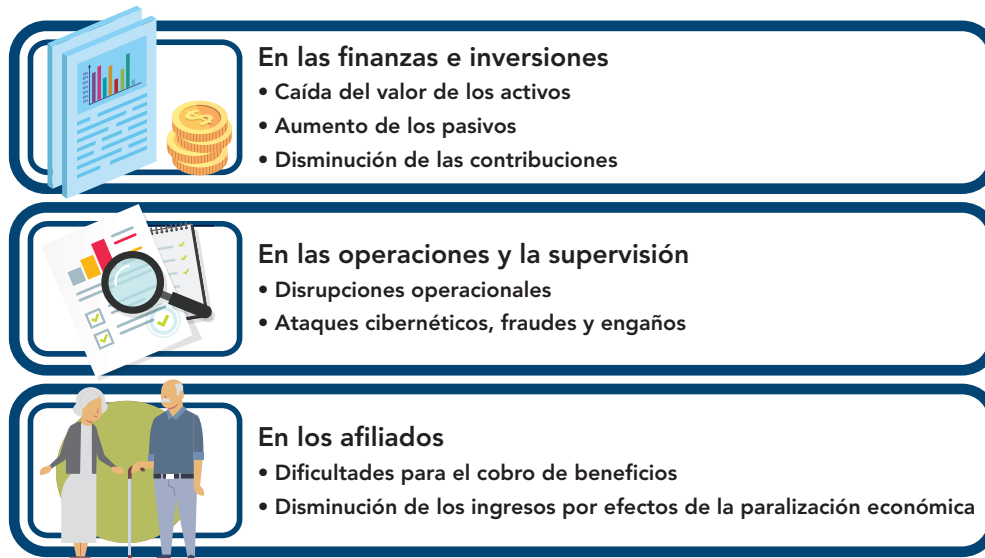 En las finanzas e inversiones
• Caída del valor de los activos
• Aumento de los pasivos
• Disminución de las contribuciones
En las operaciones y la supervisión
• Disrupciones operacionales
• Ataques cibernéticos, fraudes y engaños
En los afiliados
• Dificultades para el cobro de beneficios
• Disminución de los ingresos por efectos de la paralización económica